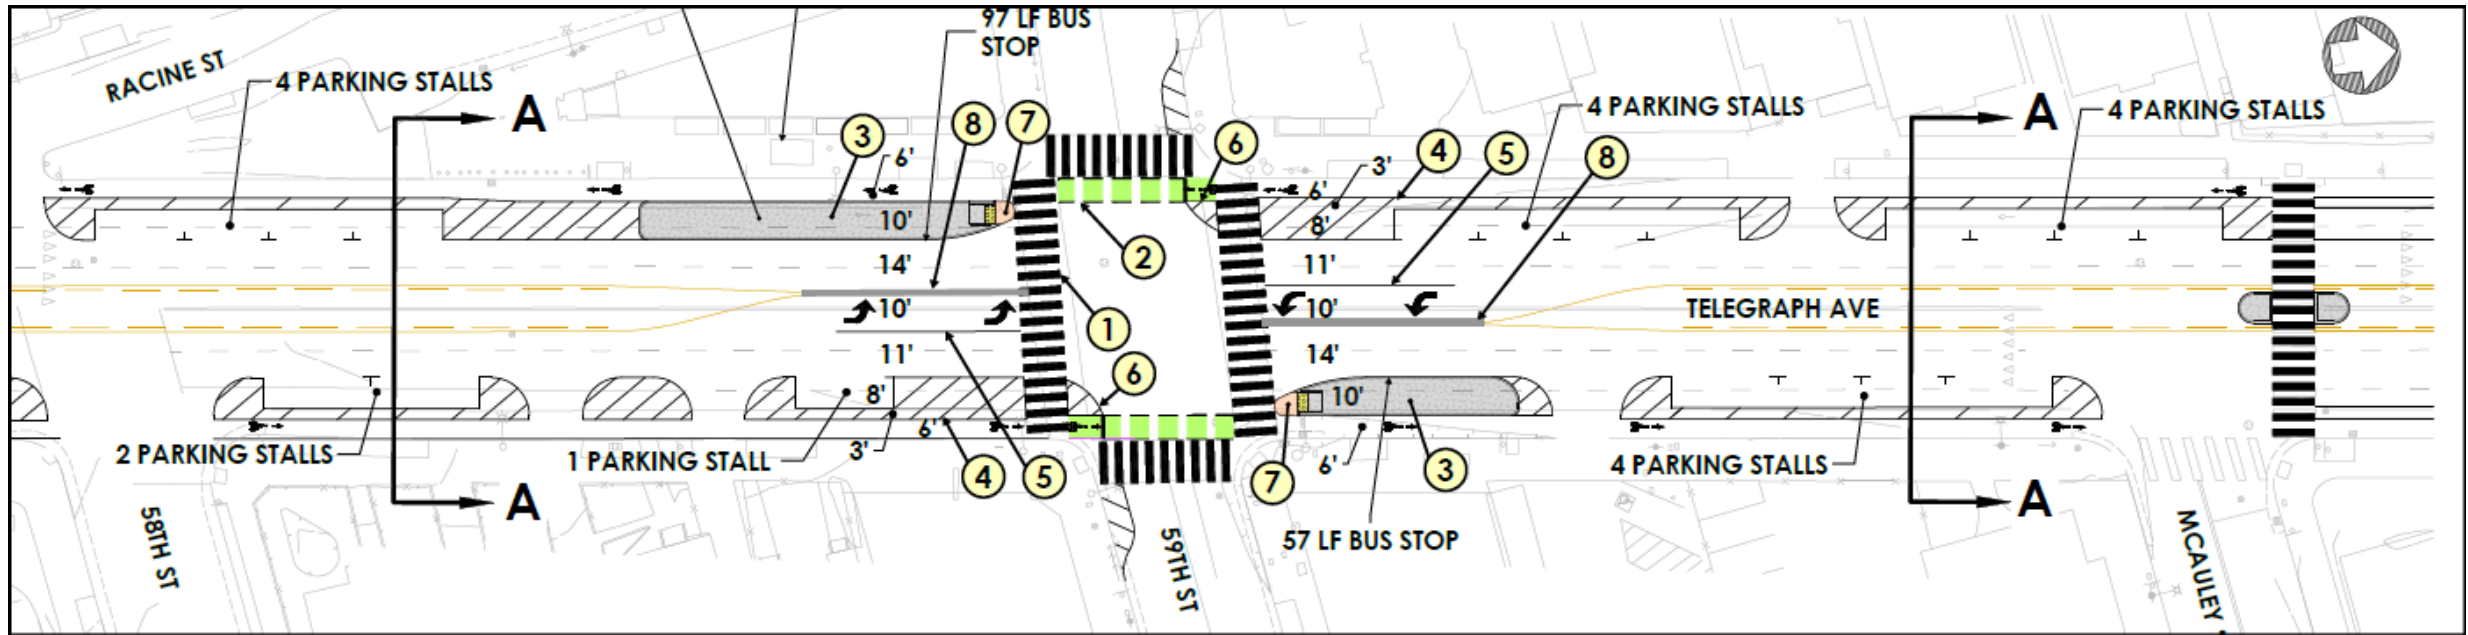 97 LF BUS
STOP
RACINE ST
4 PARKING STALLS
A
3
8
7
6'
6
4 PARKING STALLS
4
5
8
3'
4 PARKING STALLS
A
6'
10'
8'
2
14'
11'
10'
10'
TELEGRAPH AVE
1
11'
14'
6
8'
10'
7
3
6'
3'
6'
2 PARKING STALLS
1 PARKING STALL
4
5
4 PARKING STALLS
A
A
58TH ST
59TH ST
57 LF BUS STOP
MCAULEY